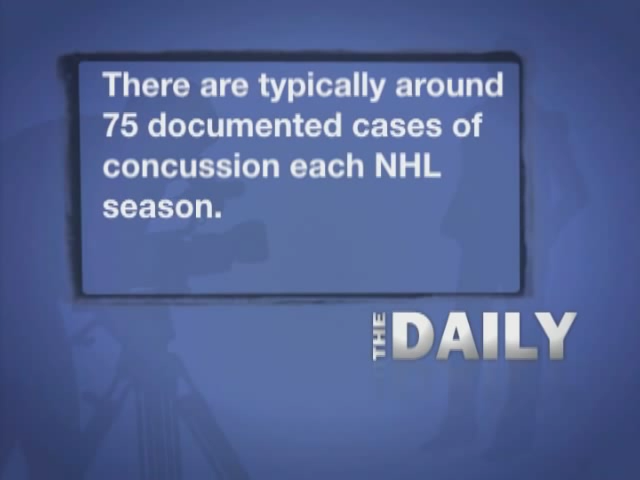 There are typically around
75 documented cases of
concussion each NHL
season.
THE DAILY